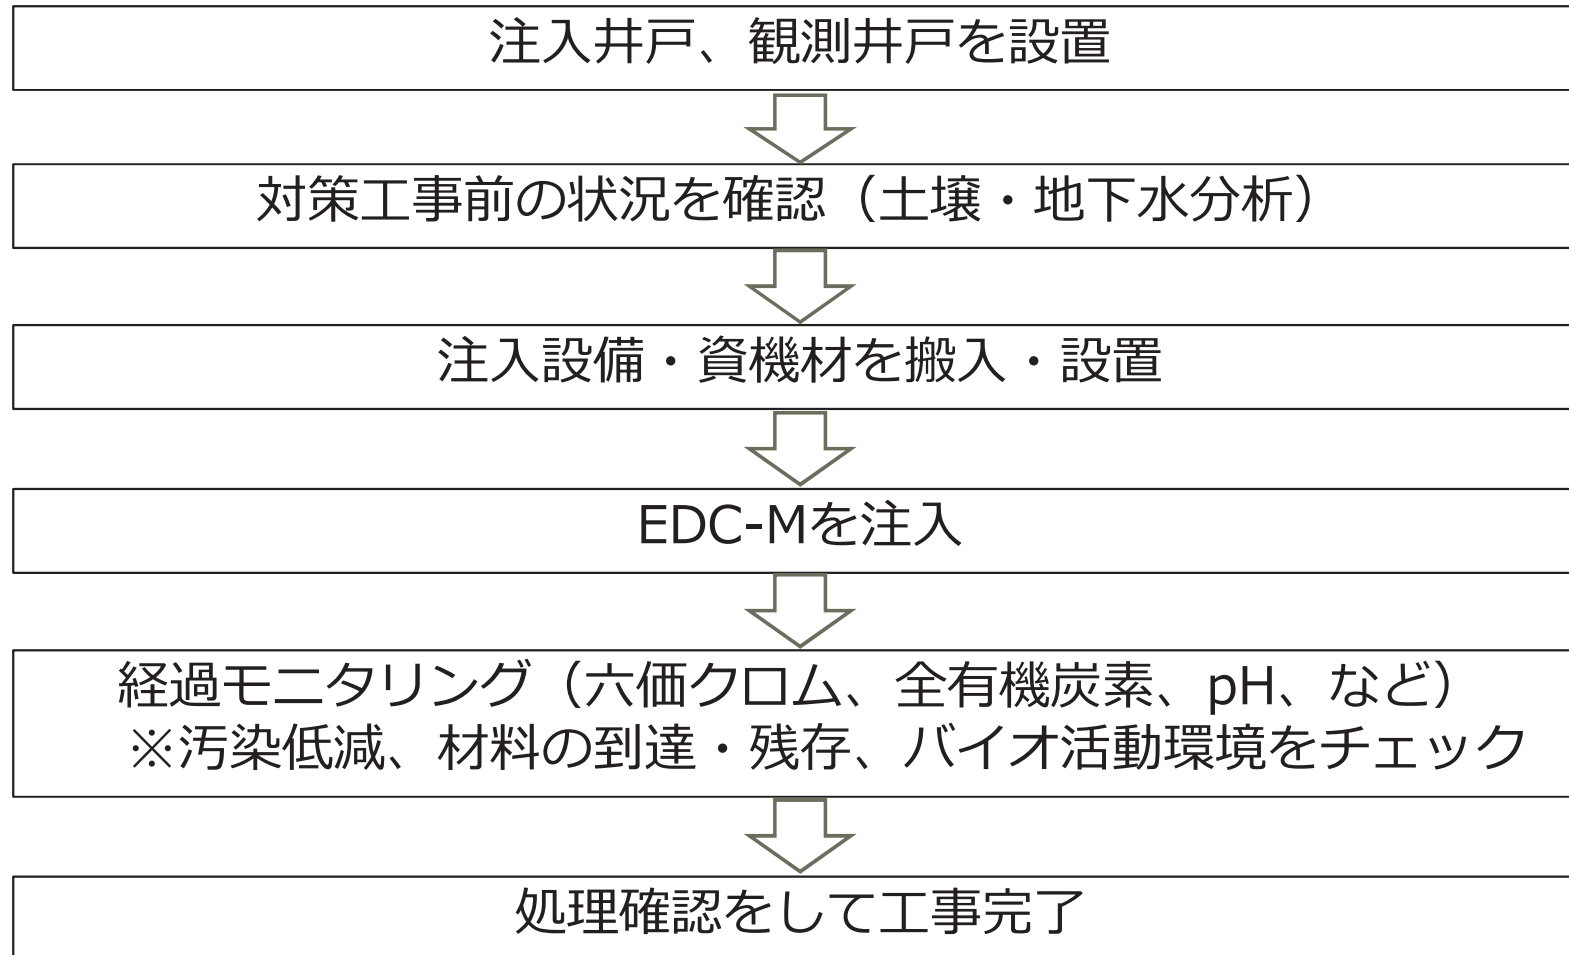 注入井戸、観測井戸を設置
対策工事前の状況を確認（土壌・地下水分析）
注入設備・資機材を搬入・設置
EDC-Mを注入
経過モニタリング（六価クロム、全有機炭素、pH、など）
※汚染低減、材料の到達・残存、バイオ活動環境をチェック
処理確認をして工事完了